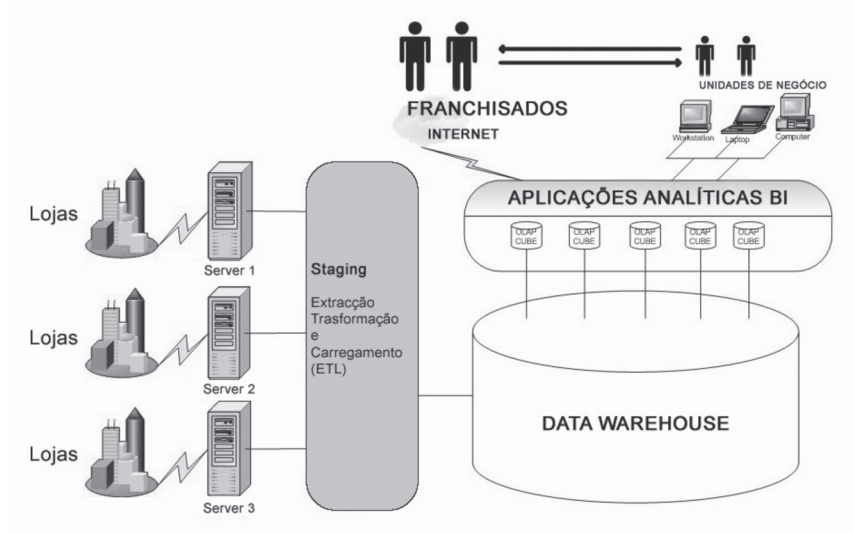 FRANCHISADOS
INTERNET
UNIDADES DE NEGÓCIO
Workstation
Laptop
Computer
APLICAÇÕES ANALÍTICAS BI
OLAP
CUBE
OLAP
CUBE
OLAP
CUBE
OLAP
CUBE
OLAP
CUBE
Lojas
Server 1
Lojas
Server 2
Lojas
Server 3
Staging
Extracção
Trasformação
e
Carregamento
(ETL)
DATA WAREHOUSE